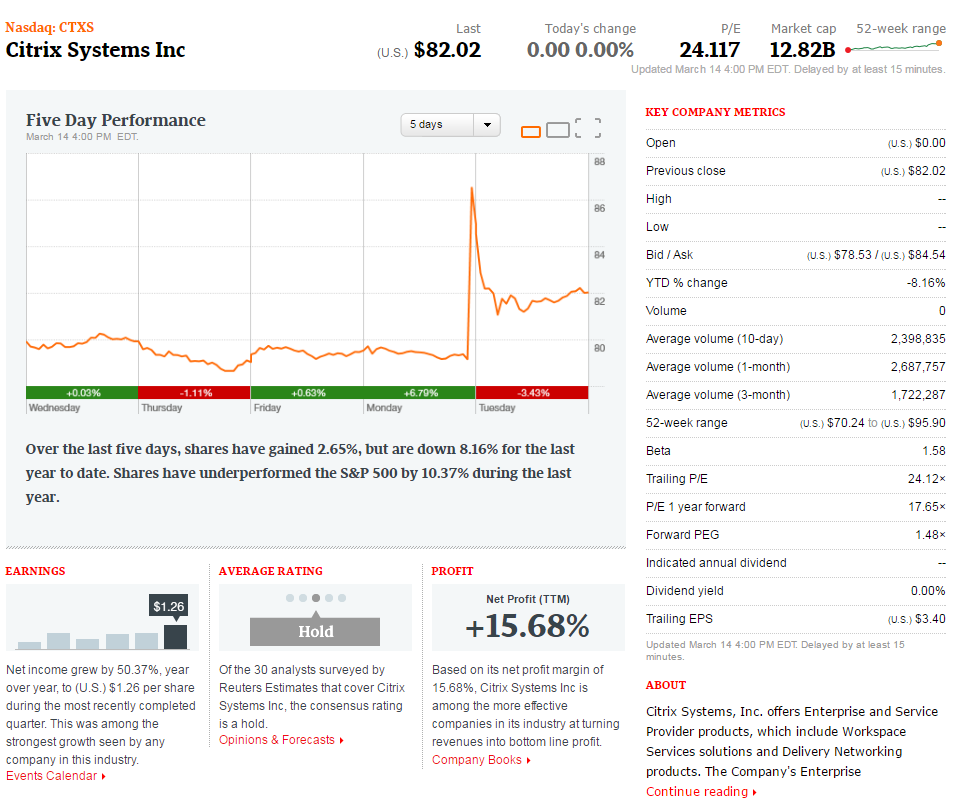 Nasdaq: CTXS
Citrix Systems Inc
Last
(U.S.) $82.02
Today's change
0.00 0.00%
P/E
24.117
Market cap
12.82B
52-week range
Updated March 14 4:00 PM EDT. Delayed by at least 15 minutes.
Five Day Performance
March 14 4:00 PM EDT.
5 days
88
86
84
82
80
+0.03%
-1.11%
+0.63%
+6.79%
-3.43%
Wednesday
Thursday
Friday
Monday
Tuesday
Over the last five days, shares have gained 2.65%, but are down 8.16% for the last
year to date. Shares have underperformed the S&P 500 by 10.37% during the last
year.
EARNINGS
$1.26
Net income grew by 50.37%, year
over year, to (U.S.) $1.26 per share
during the most recently completed
quarter. This was among the
strongest growth seen by any
company in this industry.
Events Calendar
AVERAGE RATING
Hold
Of the 30 analysts surveyed by
Reuters Estimates that cover Citrix
Systems Inc, the consensus rating
is a hold.
Opinions & Forecasts
PROFIT
Net Profit (TTM)
+15.68%
Based on its net profit margin of
15.68%, Citrix Systems Inc is
among the more effective
companies in its industry at turning
revenues into bottom line profit.
Company Books
KEY COMPANY METRICS
Open (U.S.) $0.00
Previous close (U.S.) $82.02
High --
Low --
Bid / Ask (U.S.) $78.53 / (U.S.) $84.54
YTD % change -8.16%
Volume 0
Average volume (10-day) 2,398,835
Average volume (1-month) 2,687,757
Average volume (3-month) 1,722,287
52-week range (U.S.) $70.24 to (U.S.) $95.90
Beta 1.58
Trailing P/E 24.12×
P/E 1 year forward 17.65×
Forward PEG 1.48×
Indicated annual dividend --
Dividend yield 0.00%
Trailing EPS (U.S.) $3.40
Updated March 14 4:00 PM EDT. Delayed by at least 15
minutes.
ABOUT
Citrix Systems, Inc. offers Enterprise and Service
Provider products, which include Workspace
Services solutions and Delivery Networking
products. The Company's Enterprise
Continue reading